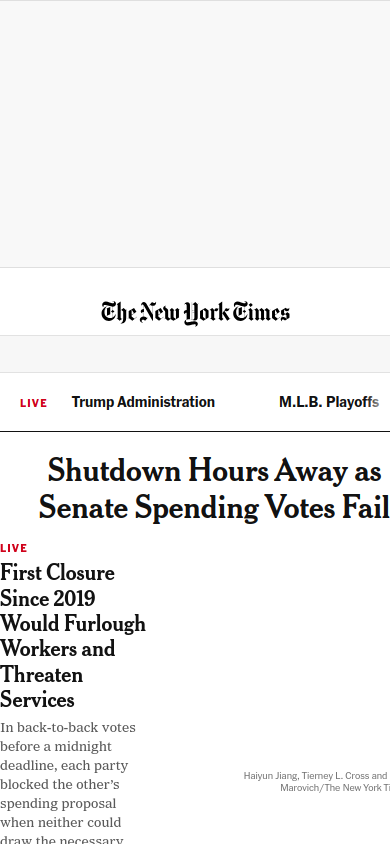 The New York Times
LIVE Trump Administration M.L.B. Playoffs
Shutdown Hours Away as
Senate Spending Votes Fail
LIVE
First Closure
Since 2019
Would Furlough
Workers and
Threaten
Services
In back-to-back votes
before a midnight
deadline, each party
blocked the other’s
spending proposal
when neither could
draw the necessary
Haiyun Jiang, Tierney L. Cross and
Marovich/The New York Ti